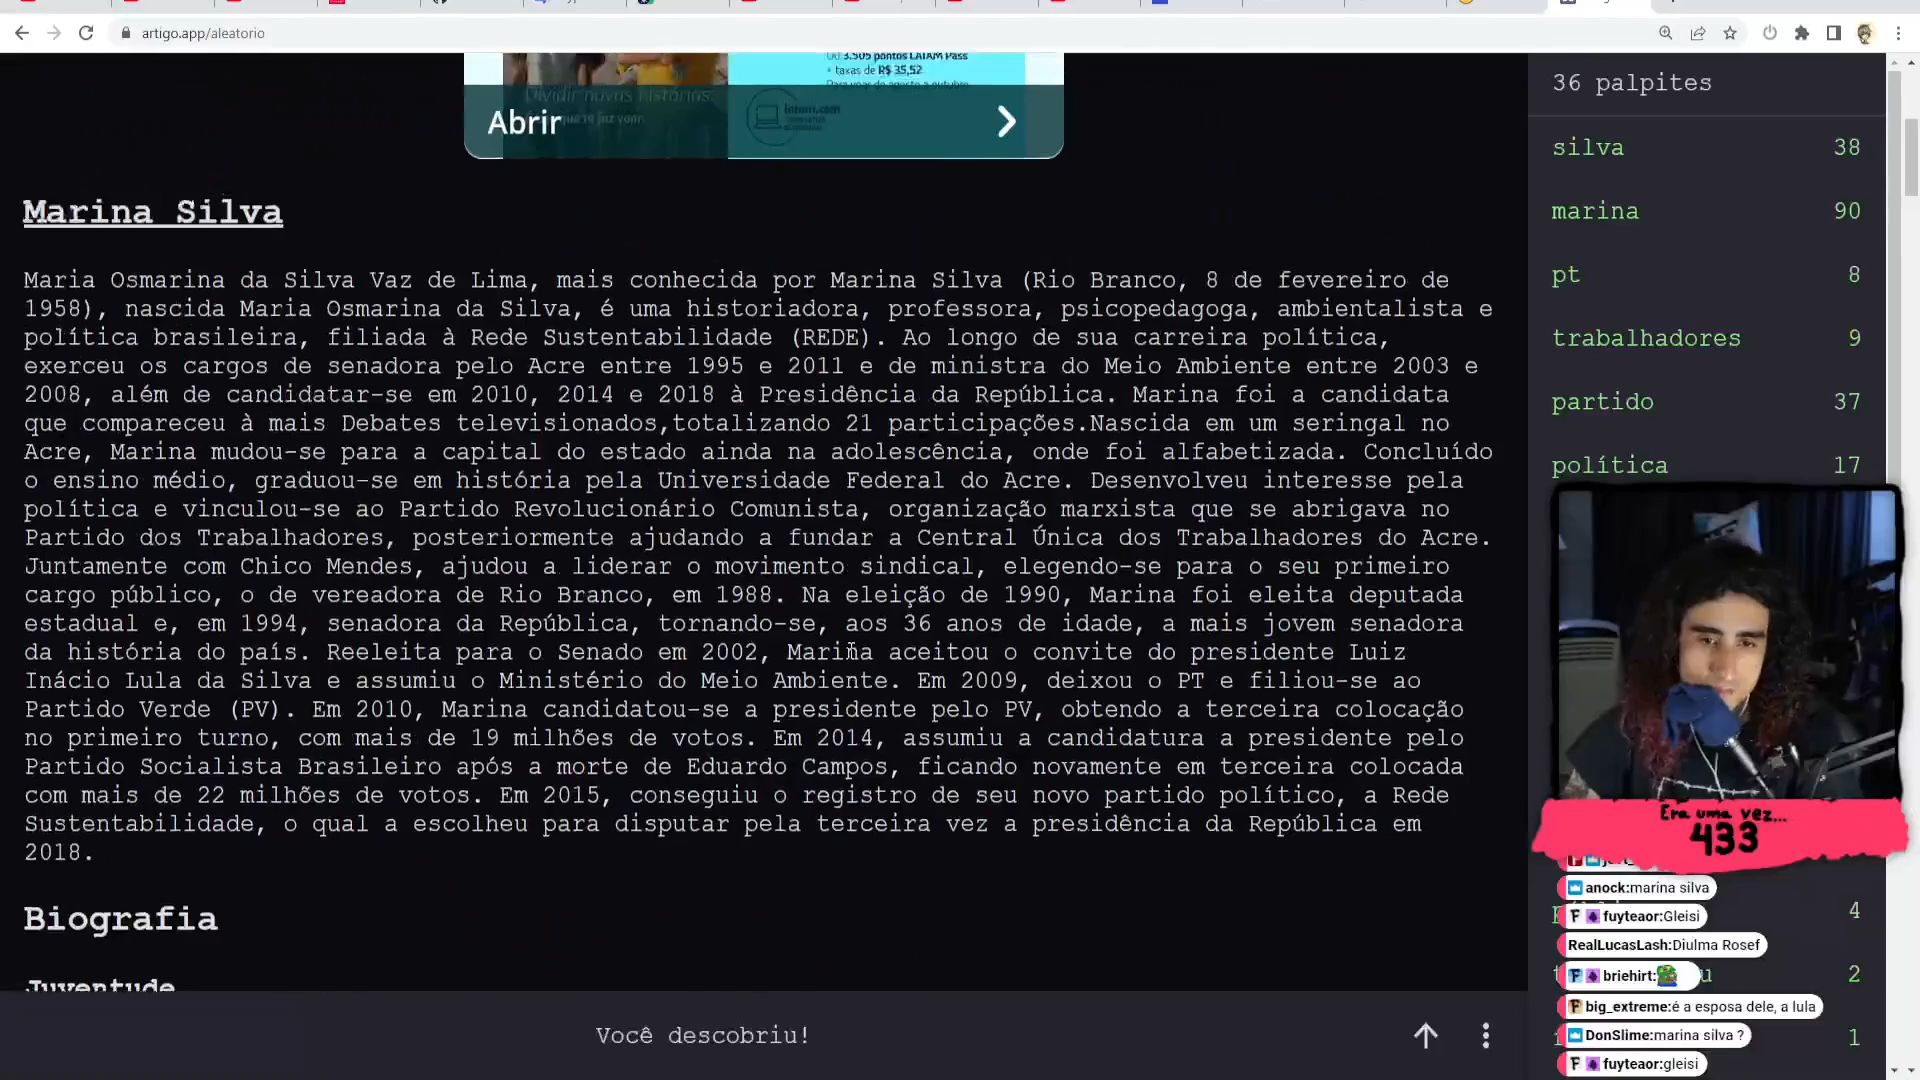 artigo.app/aleatorio
Ou 3.505 pontos LATAM Pass
+ taxas de R$ 35,52
Dividir novas histórias
Abrir
que te faz voar.
36 palpites
silva 38
marina 90
pt 8
trabalhadores 9
partido 37
política 17
4
2
1
Marina Silva
Maria Osmarina da Silva Vaz de Lima, mais conhecida por Marina Silva (Rio Branco, 8 de fevereiro de
1958), nascida Maria Osmarina da Silva, é uma historiadora, professora, psicopedagoga, ambientalista e
política brasileira, filiada à Rede Sustentabilidade (REDE). Ao longo de sua carreira política,
exerceu os cargos de senadora pelo Acre entre 1995 e 2011 e de ministra do Meio Ambiente entre 2003 e
2008, além de candidatar-se em 2010, 2014 e 2018 à Presidência da República. Marina foi a candidata
que compareceu à mais Debates televisionados,totalizando 21 participações.Nascida em um seringal no
Acre, Marina mudou-se para a capital do estado ainda na adolescência, onde foi alfabetizada. Concluído
o ensino médio, graduou-se em história pela Universidade Federal do Acre. Desenvolveu interesse pela
política e vinculou-se ao Partido Revolucionário Comunista, organização marxista que se abrigava no
Partido dos Trabalhadores, posteriormente ajudando a fundar a Central Única dos Trabalhadores do Acre.
Juntamente com Chico Mendes, ajudou a liderar o movimento sindical, elegendo-se para o seu primeiro
cargo público, o de vereadora de Rio Branco, em 1988. Na eleição de 1990, Marina foi eleita deputada
estadual e, em 1994, senadora da República, tornando-se, aos 36 anos de idade, a mais jovem senadora
da história do país. Reeleita para o Senado em 2002, Marina aceitou o convite do presidente Luiz
Inácio Lula da Silva e assumiu o Ministério do Meio Ambiente. Em 2009, deixou o PT e filiou-se ao
Partido Verde (PV). Em 2010, Marina candidatou-se a presidente pelo PV, obtendo a terceira colocação
no primeiro turno, com mais de 19 milhões de votos. Em 2014, assumiu a candidatura a presidente pelo
Partido Socialista Brasileiro após a morte de Eduardo Campos, ficando novamente em terceira colocada
com mais de 22 milhões de votos. Em 2015, conseguiu o registro de seu novo partido político, a Rede
Sustentabilidade, o qual a escolheu para disputar pela terceira vez a presidência da República em
2018.
Biografia
Juventude
Você descobriu!
Era uma vez...
433
anock:marina silva
fuyteaor:Gleisi
RealLucasLash:Diulma Rosef
briehirt:
big_extreme:é a esposa dele, a lula
DonSlime:marina silva ?
fuyteaor:gleisi